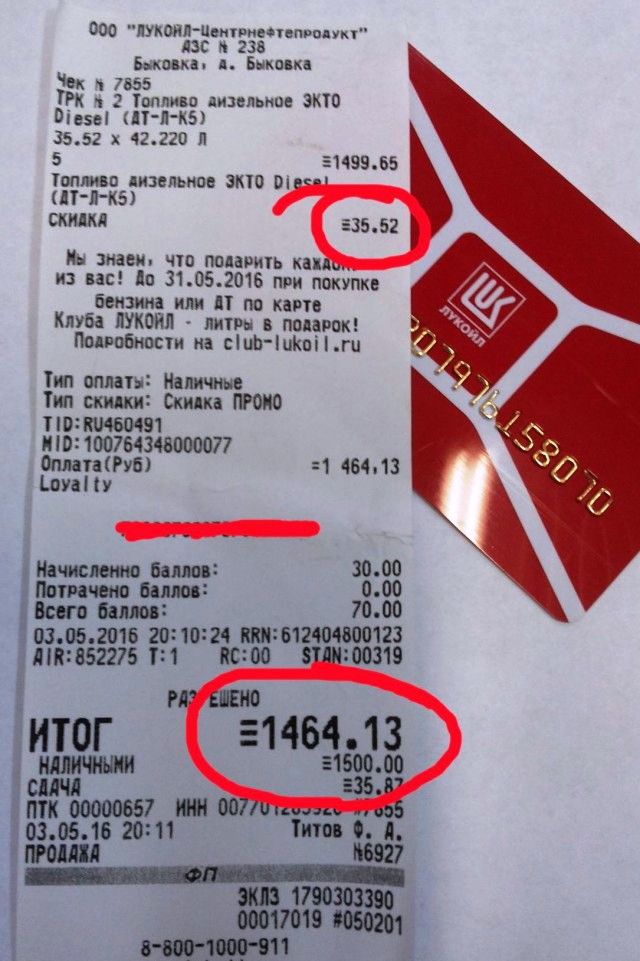 ООО "ЛУКОЙЛ-Центрнефтепродукт"
АЗС № 238
Быковка, д. Быковка
Чек № 7855
ТРК № 2 Топливо дизельное ЭКТО
Diesel (ДТ-Л-К5)
35.52 x 42.220 Л
5 ≡1499.65
Топливо дизельное ЭКТО Diesel
(ДТ-Л-К5)
СКИДКА ≡35.52
Мы знаем, что подарить каждом
из вас! До 31.05.2016 при покупке
бензина или ДТ по карте
Клуба ЛУКОЙЛ - литры в подарок!
Подробности на club-lukoil.ru
Тип оплаты: Наличные
Тип скидки: Скидка ПРОМО
TID:RU460491
MID:100764348000077
Оплата(Руб) =1 464,13
Loyalty
Начисленно баллов: 30.00
Потрачено баллов: 0.00
Всего баллов: 70.00
03.05.2016 20:10:24 RRN:612404800123
AIR:852275 T:1 RC:00 STAN:00319
РАЗРЕШЕНО
ИТОГ ≡1464.13
НАЛИЧНЫМИ ≡1500.00
СДАЧА ≡35.87
ПТК 00000657 ИНН #7855
03.05.16 20:11 Титов Ф. А.
ПРОДАЖА №6927
ФП
ЭКЛЗ 1790303390
00017019 #050201
8-800-1000-911
LUK
ЛУКОЙЛ